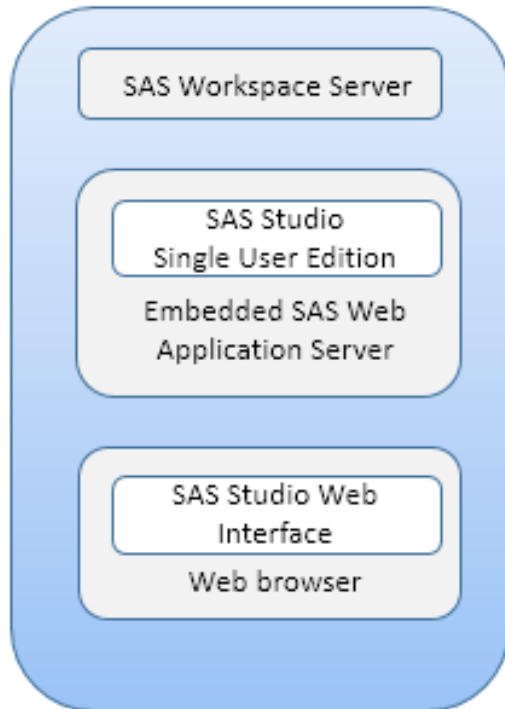 SAS Workspace Server
SAS Studio
Single User Edition
Embedded SAS Web
Application Server
SAS Studio Web
Interface
Web browser